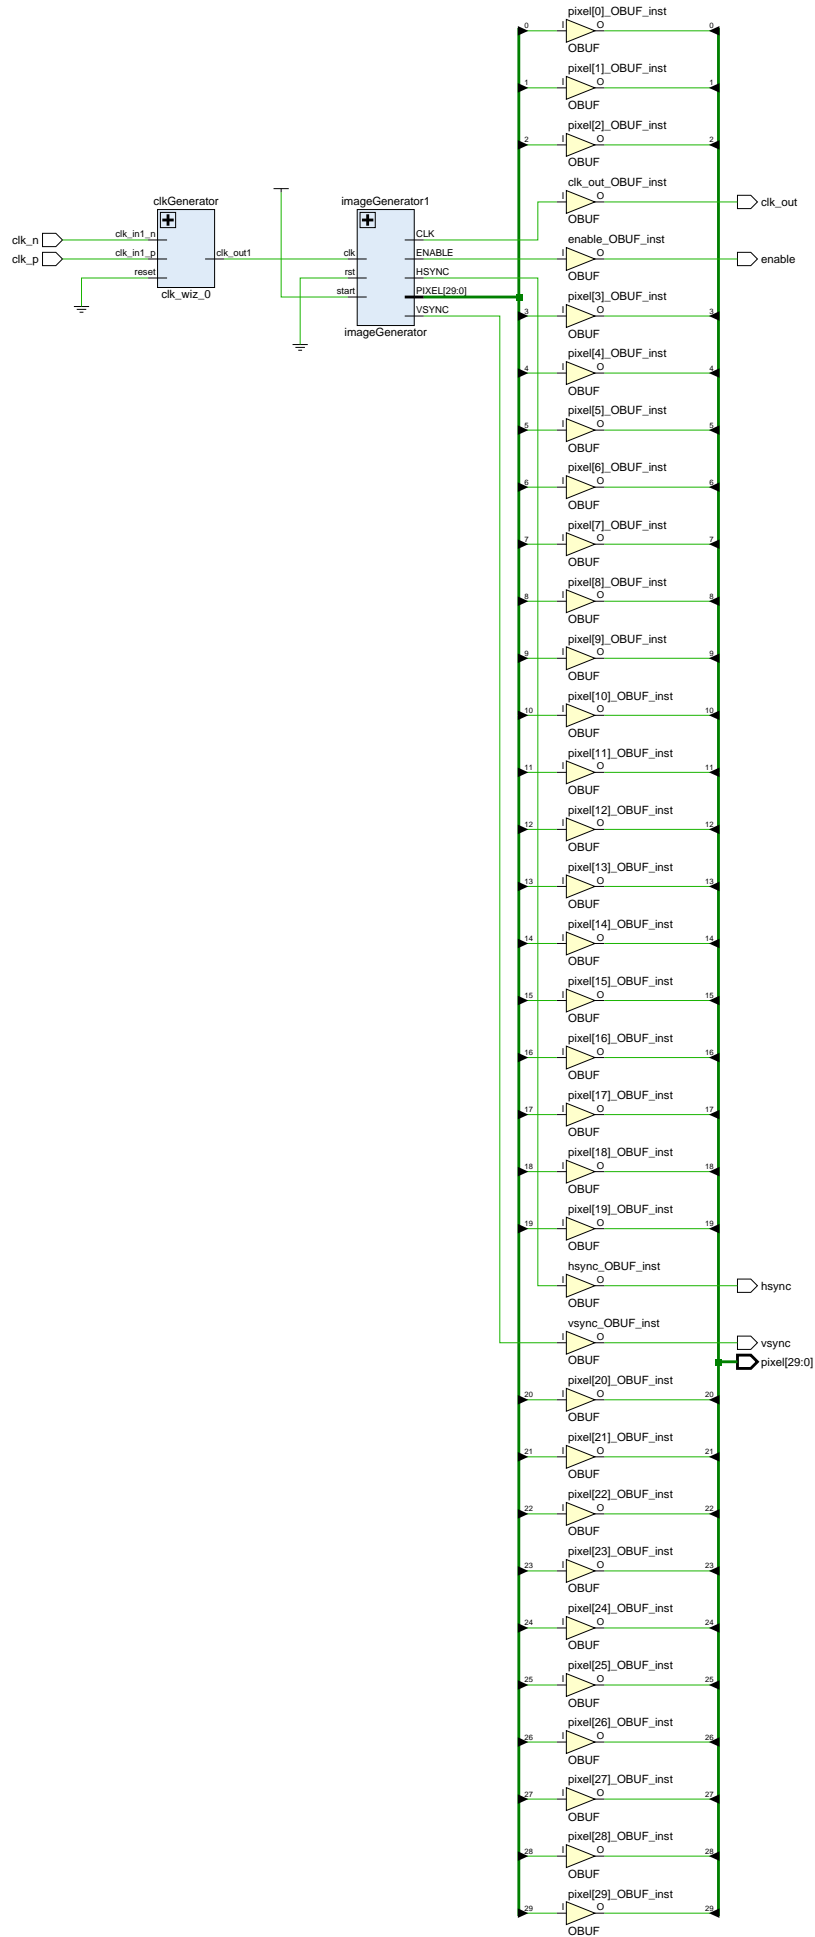 pixel[0]_OBUF_inst
0 I O 0
OBUF
pixel[1]_OBUF_inst
1 I O 1
OBUF
pixel[2]_OBUF_inst
2 I O 2
OBUF
clk_out_OBUF_inst
I O clk_out
OBUF
clkGenerator
clk_n clk_in1_n
clk_p clk_in1_p clk_out1
reset
clk_wiz_0
imageGenerator1
CLK
clk ENABLE
rst HSYNC
start PIXEL[29:0]
VSYNC
imageGenerator
enable_OBUF_inst
I O enable
OBUF
pixel[3]_OBUF_inst
3 I O 3
OBUF
pixel[4]_OBUF_inst
4 I O 4
OBUF
pixel[5]_OBUF_inst
5 I O 5
OBUF
pixel[6]_OBUF_inst
6 I O 6
OBUF
pixel[7]_OBUF_inst
7 I O 7
OBUF
pixel[8]_OBUF_inst
8 I O 8
OBUF
pixel[9]_OBUF_inst
9 I O 9
OBUF
pixel[10]_OBUF_inst
10 I O 10
OBUF
pixel[11]_OBUF_inst
11 I O 11
OBUF
pixel[12]_OBUF_inst
12 I O 12
OBUF
pixel[13]_OBUF_inst
13 I O 13
OBUF
pixel[14]_OBUF_inst
14 I O 14
OBUF
pixel[15]_OBUF_inst
15 I O 15
OBUF
pixel[16]_OBUF_inst
16 I O 16
OBUF
pixel[17]_OBUF_inst
17 I O 17
OBUF
pixel[18]_OBUF_inst
18 I O 18
OBUF
pixel[19]_OBUF_inst
19 I O 19
OBUF
hsync_OBUF_inst
I O hsync
OBUF
vsync_OBUF_inst
I O vsync
OBUF pixel[29:0]
pixel[20]_OBUF_inst
20 I O 20
OBUF
pixel[21]_OBUF_inst
21 I O 21
OBUF
pixel[22]_OBUF_inst
22 I O 22
OBUF
pixel[23]_OBUF_inst
23 I O 23
OBUF
pixel[24]_OBUF_inst
24 I O 24
OBUF
pixel[25]_OBUF_inst
25 I O 25
OBUF
pixel[26]_OBUF_inst
26 I O 26
OBUF
pixel[27]_OBUF_inst
27 I O 27
OBUF
pixel[28]_OBUF_inst
28 I O 28
OBUF
pixel[29]_OBUF_inst
29 I O 29
OBUF